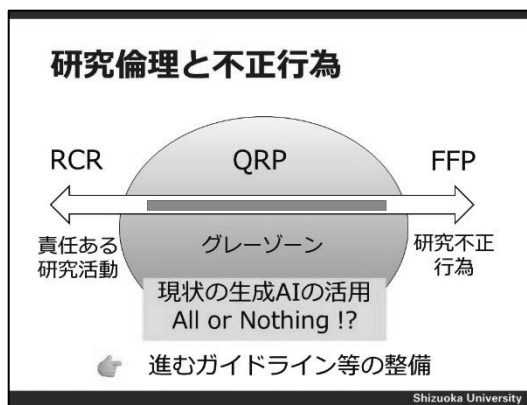 研究倫理と不正行為
RCR
QRP
FFP
責任ある
研究活動
グレーゾーン
研究不正
行為
現状の生成AIの活用
All or Nothing !?
進むガイドライン等の整備
Shizuoka University